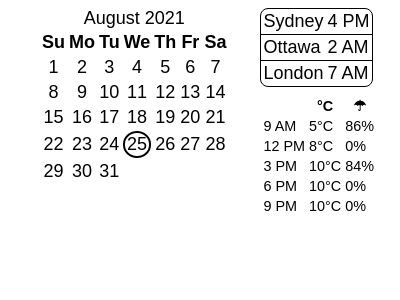 August 2021
Su Mo Tu We Th Fr Sa
1 2 3 4 5 6 7
8 9 10 11 12 13 14
15 16 17 18 19 20 21
22 23 24 25 26 27 28
29 30 31
Sydney 4 PM
Ottawa 2 AM
London 7 AM
°C ☂
9 AM 5°C 86%
12 PM 8°C 0%
3 PM 10°C 84%
6 PM 10°C 0%
9 PM 10°C 0%